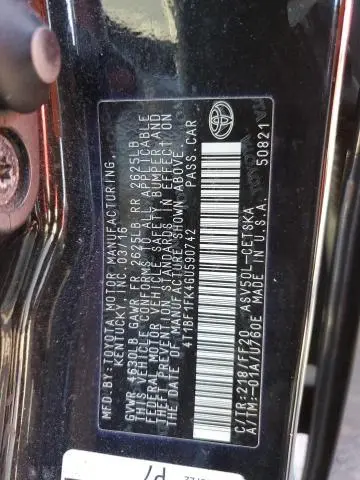 MFD. BY: TOYOTA MOTOR MANUFACTURING,
KENTUCKY, INC. 03/16
GVWR 4630LB GAWR FR 2625LB RR 2625LB
THIS VEHICLE CONFORMS TO ALL APPLICABLE
FEDERAL MOTOR VEHICLE SAFETY, BUMPER AND
THEFT PREVENTION STANDARDS IN EFFECT ON
THE DATE OF MANUFACTURE SHOWN ABOVE.
4T1BF1FK4GU590742 PASS.CAR
C/TR:218/FF20 ASV50L-CETSKA
A/TM:-01A/U760E MADE IN U.S.A.
50821